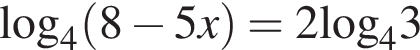 log₄(8 − 5x) = 2log₄3